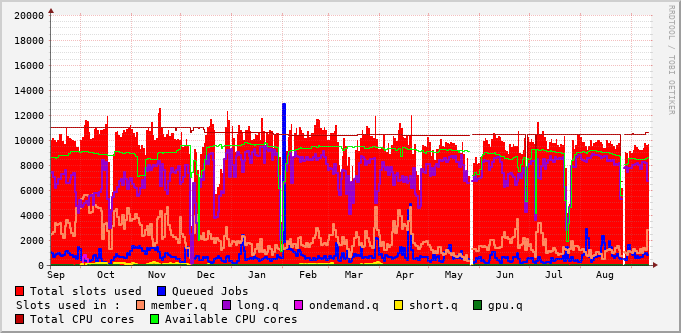 RRDTOOL / TOBI OETIKER
20000
18000
16000
14000
12000
10000
8000
6000
4000
2000
0
Sep Oct Nov Dec Jan Feb Mar Apr May Jun Jul Aug
Total slots used Queued Jobs
Slots used in : member.q long.q ondemand.q short.q gpu.q
Total CPU cores Available CPU cores